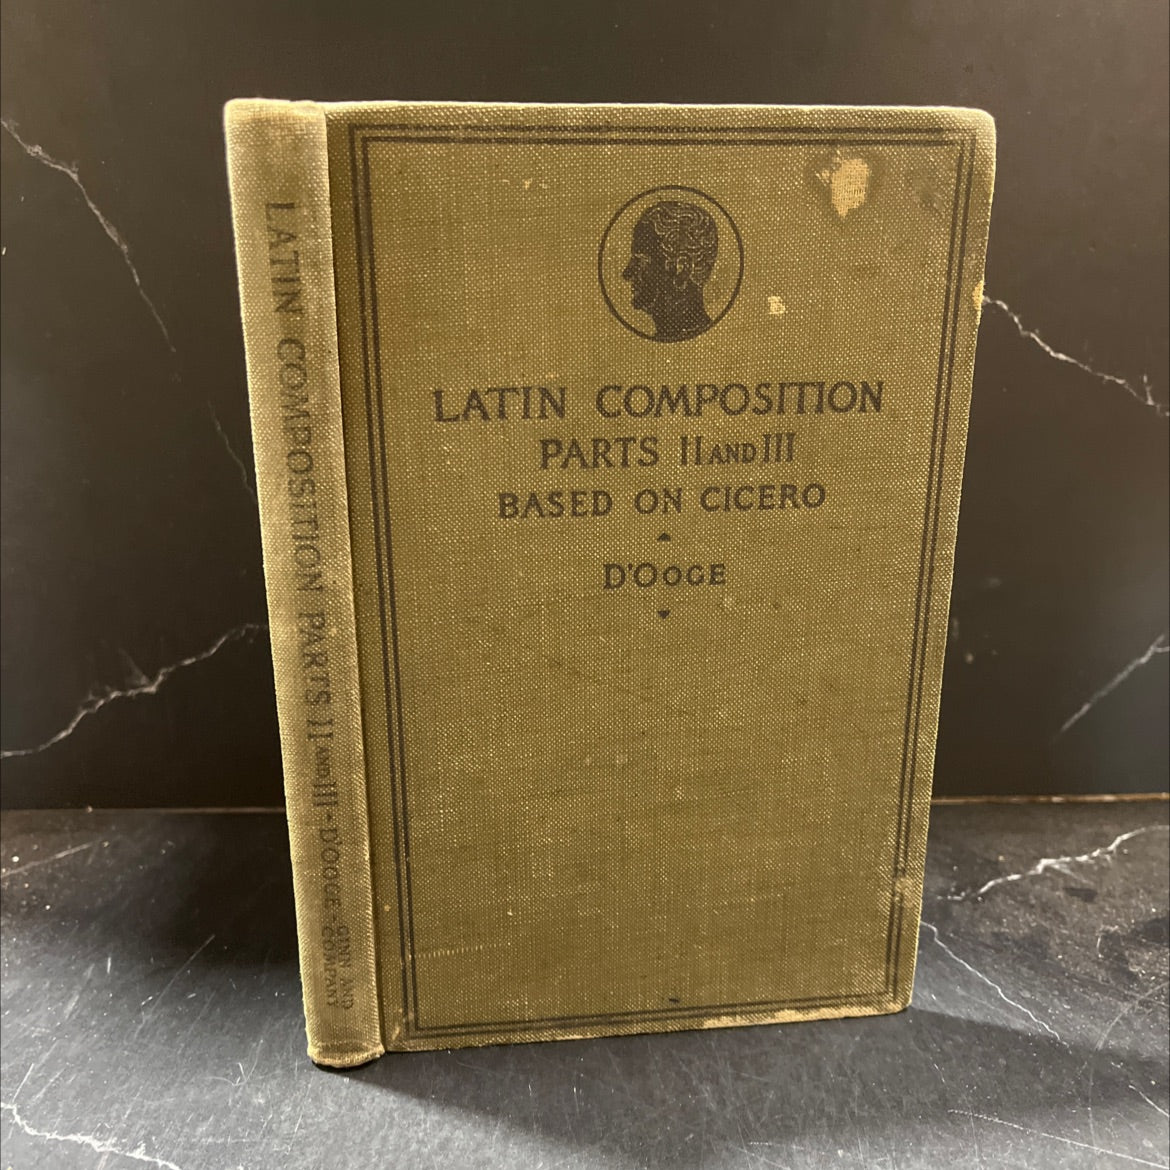 LATIN COMPOSITION
PARTS II AND III
BASED ON CICERO
D'OOGE
LATIN COMPOSITION PARTS II AND III · D'OOGE · GINN AND
COMPANY